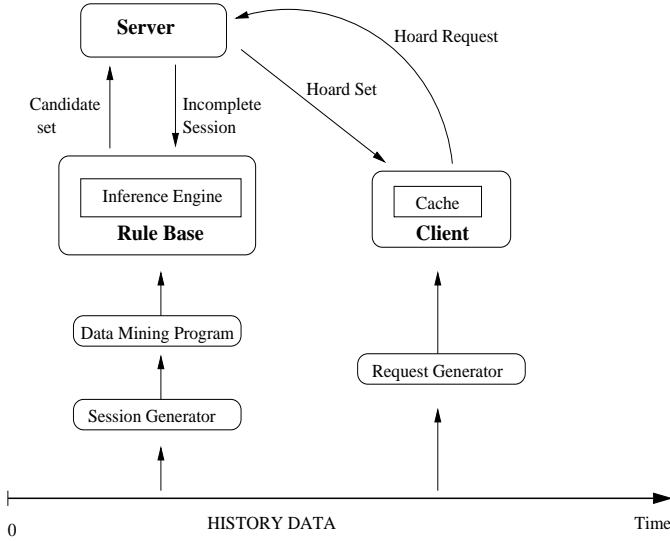 Server
Hoard Request
Hoard Set
Candidate
set
Incomplete
Session
Inference Engine
Rule Base
Cache
Client
Data Mining Program
Request Generator
Session Generator
0
HISTORY DATA
Time